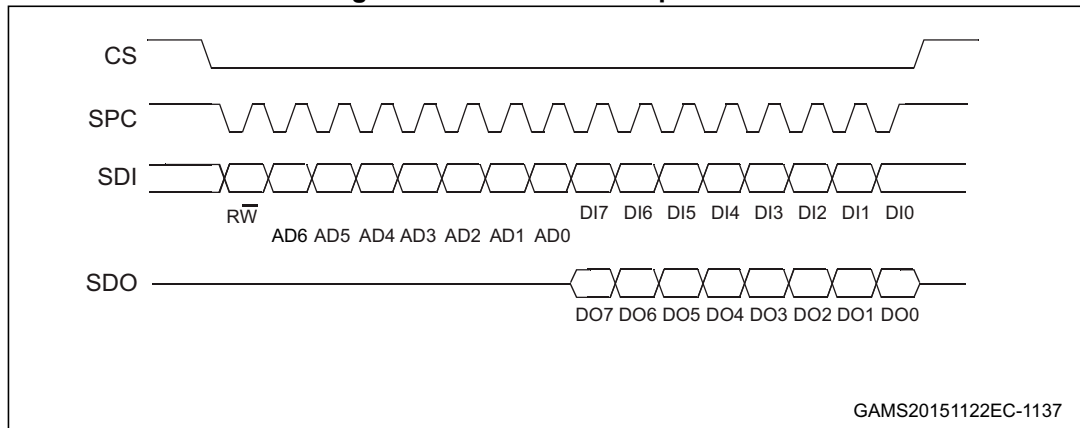 CS
SPC
SDI
RW̅
DI7 DI6 DI5 DI4 DI3 DI2 DI1 DI0
AD6 AD5 AD4 AD3 AD2 AD1 AD0
SDO
DO7 DO6 DO5 DO4 DO3 DO2 DO1 DO0
GAMS20151122EC-1137